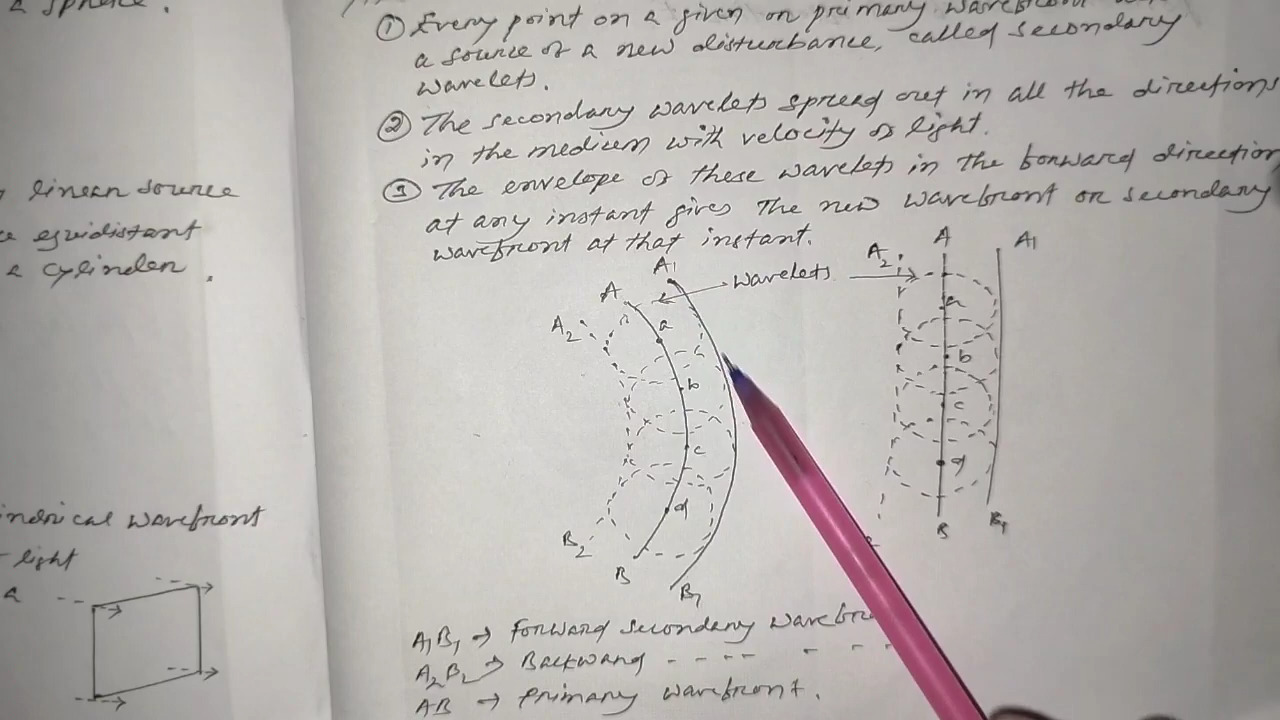 a sphere.
linear source
equidistant
a cylinder.
indrical wavefront
light
a
① Every point on a given or primary wavefront
a source of a new disturbance, called secondary
wavelets.
② The secondary wavelets spread out in all the directions
in the medium with velocity of light.
③ The envelope of these wavelets in the forward direction
at any instant gives The new wavefront or secondary
wavefront at that instant.
A1
A
A2
wavelets
a
b
c
d
B2
B
B1
A2
A
A1
a
b
c
d
B
B1
A1B1 → Forward secondary
A2B2 → Backward - - - - - - -
AB → Primary wavefront.